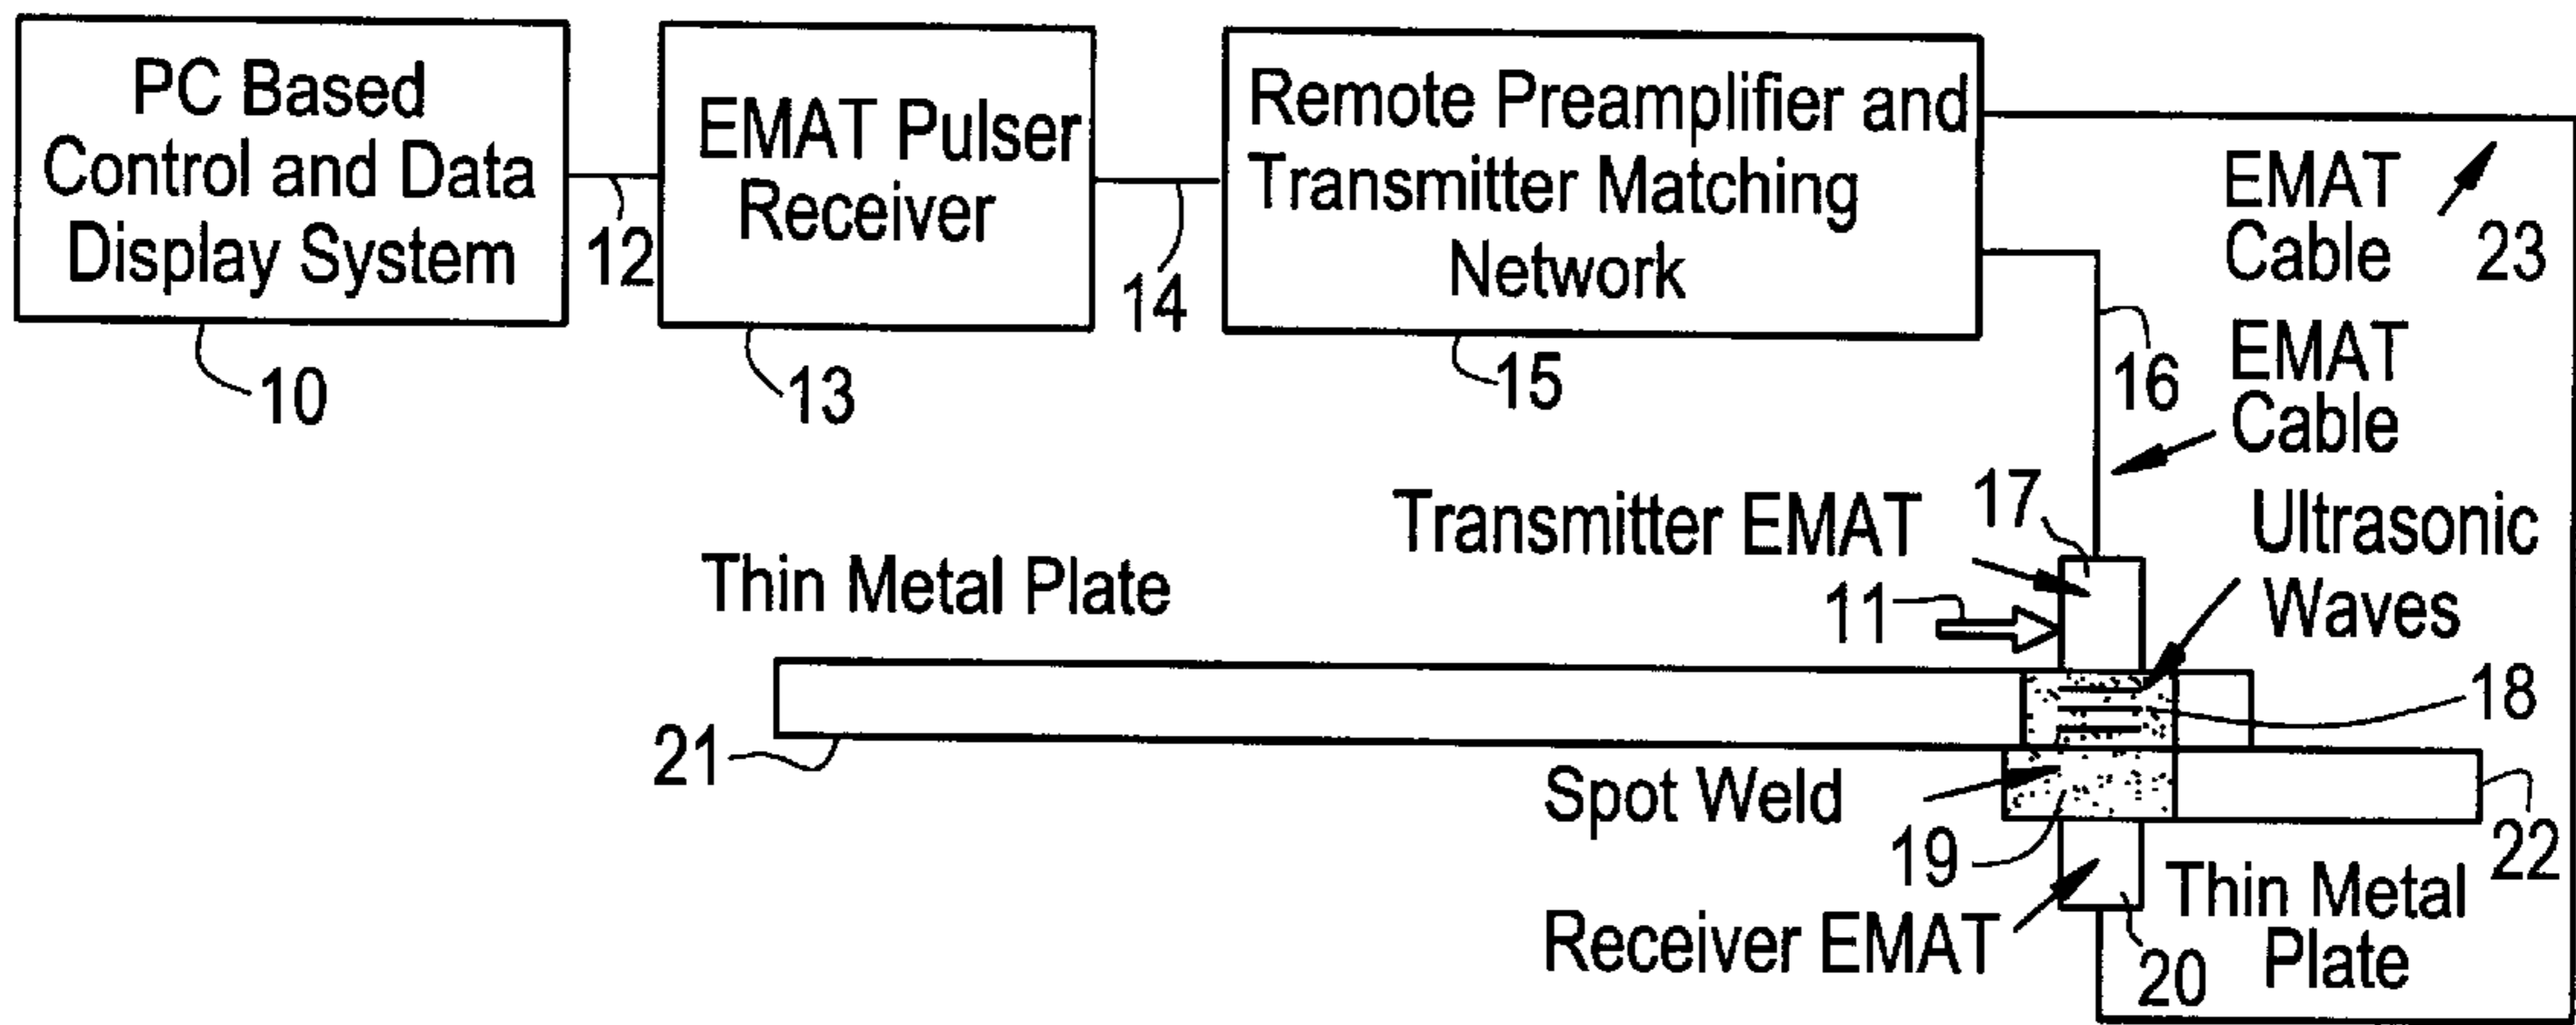 PC Based
Control and Data
Display System
10
12
EMAT Pulser
Receiver
13
14
Remote Preamplifier and
Transmitter Matching
Network
15
EMAT
Cable
23
16
EMAT
Cable
Transmitter EMAT
17
11
Ultrasonic
Waves
Thin Metal Plate
21
18
Spot Weld
19
22
Receiver EMAT
20
Thin Metal
Plate